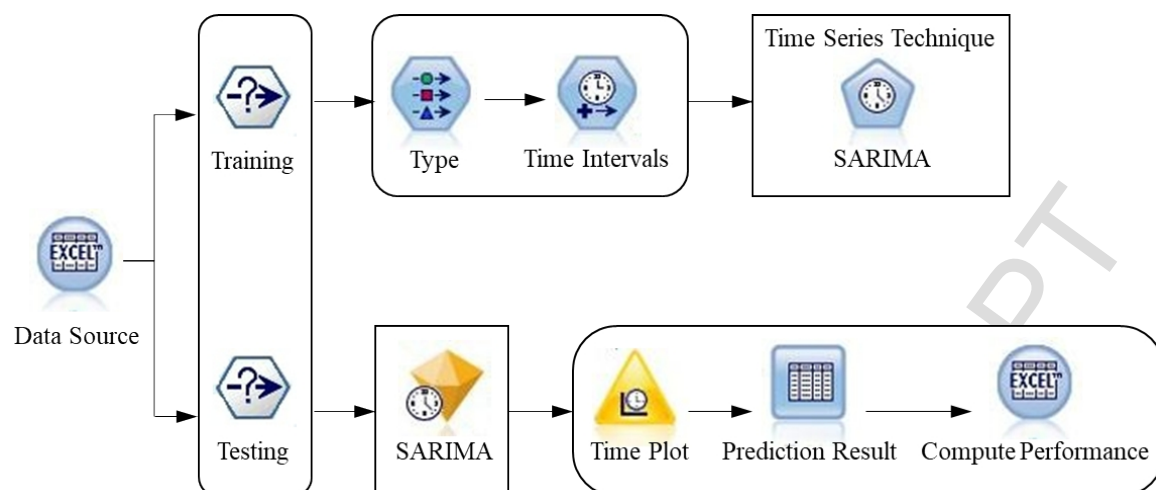 Time Series Technique
Training
Type
Time Intervals
SARIMA
EXCEL
Data Source
Testing
SARIMA
Time Plot
Prediction Result
EXCEL
Compute Performance
PT